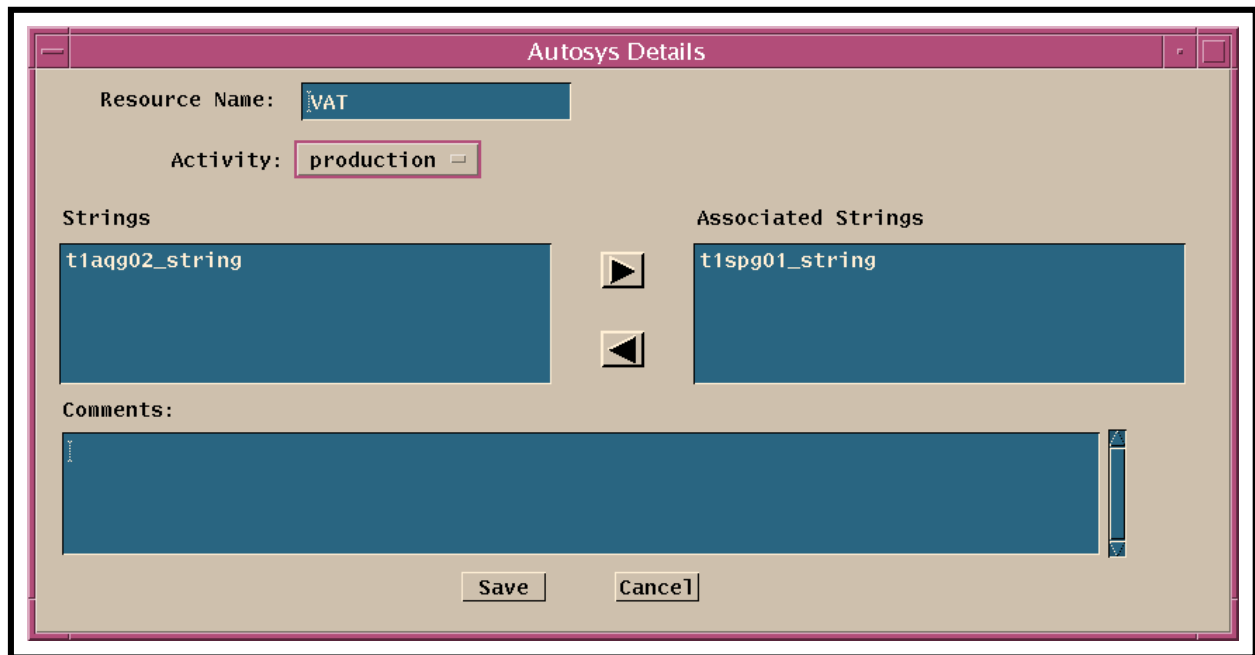 Autosys Details
Resource Name: VAT
Activity: production
Strings
Associated Strings
t1aqg02_string
t1spg01_string
Comments:
Save Cancel